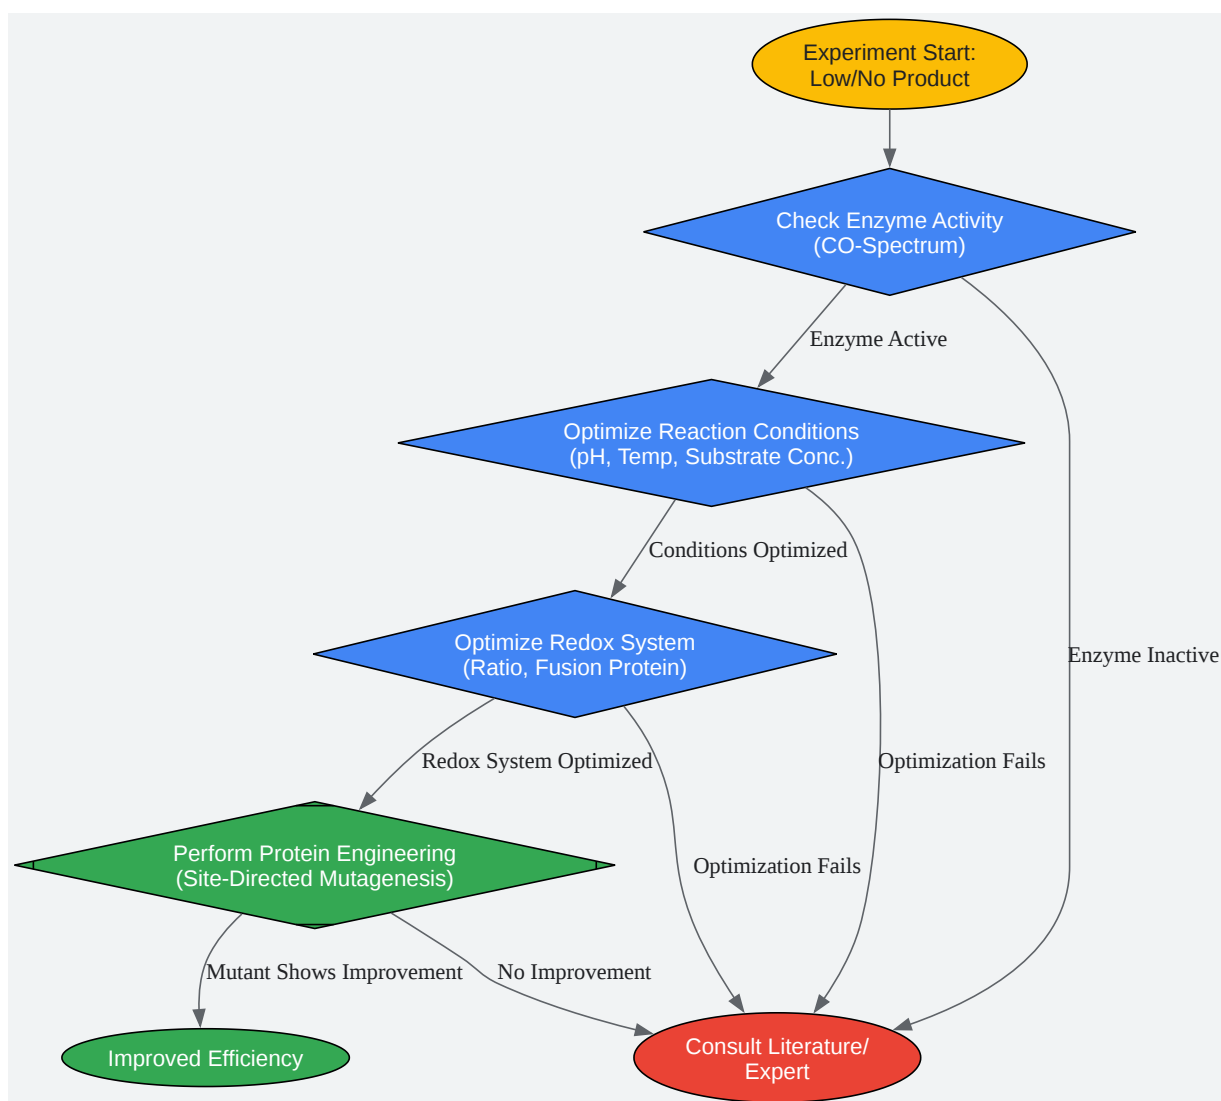 Experiment Start:
Low/No Product
Check Enzyme Activity
(CO-Spectrum)
Enzyme Active
Optimize Reaction Conditions
(pH, Temp, Substrate Conc.)
Conditions Optimized
Optimize Redox System
(Ratio, Fusion Protein)
Enzyme Inactive
Redox System Optimized
Optimization Fails
Perform Protein Engineering
(Site-Directed Mutagenesis)
Optimization Fails
Mutant Shows Improvement
No Improvement
Improved Efficiency
Consult Literature/
Expert